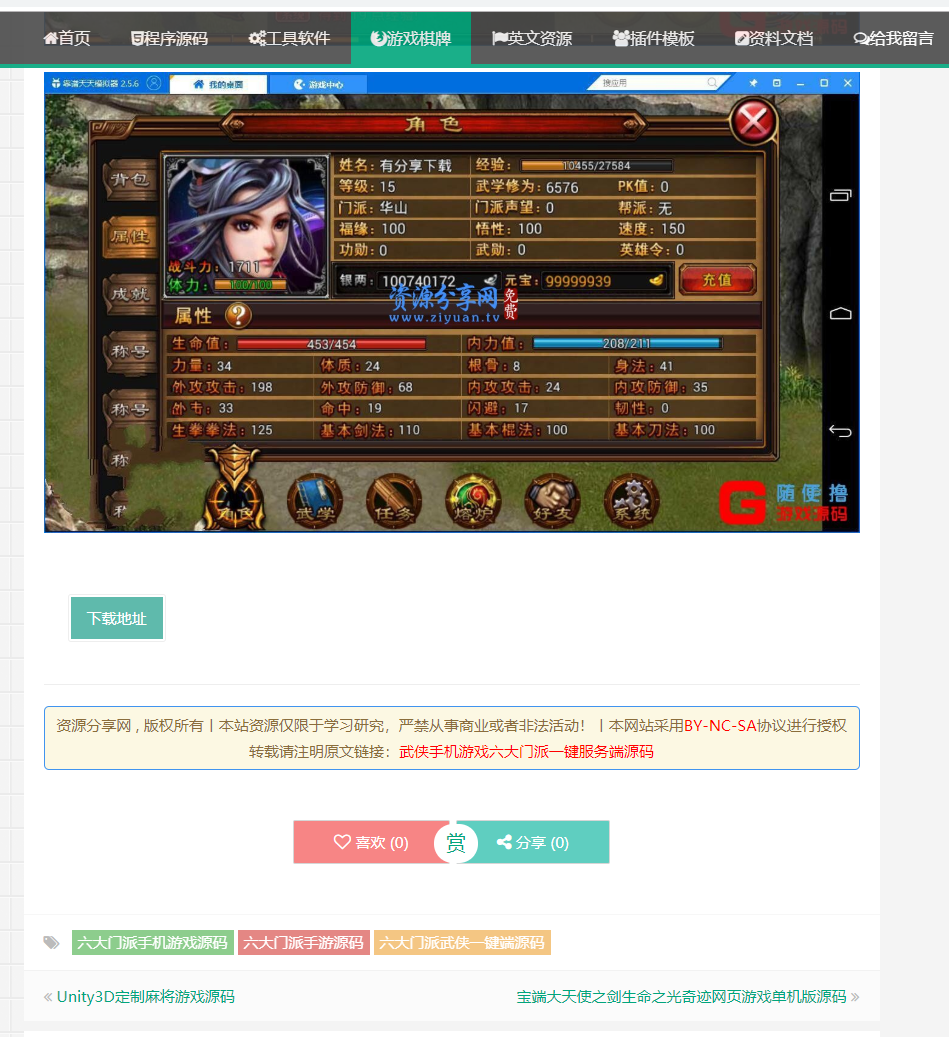 首页 程序源码 工具软件 游戏棋牌 英文资源 插件模板 资料文档 给我留言
靠谱天天模拟器 2.5.6 我的桌面 游戏中心 搜应用
角 色
背包
属性
成就
称号
称号
称
姓名：有分享下载 经验：10455/27584
等级：15 武学修为：6576 PK值：0
门派：华山 门派声望：0 帮派：无
福缘：100 悟性：100 速度：150
功勋：0 武勋：0 英雄令：0
战斗力：1711
体力：100/100
银两：100740172 元宝：99999939 充值
资源分享网 免费
www.ziyuan.tv
属性 ?
生命值：453/454 内力值：208/211
力量：34 体质：24 根骨：8 身法：41
外攻攻击：198 外攻防御：68 内攻攻击：24 内攻防御：35
外击：33 命中：19 闪避：17 韧性：0
生拳拳法：125 基本剑法：110 基本棍法：100 基本刀法：100
角色 武学 任务 熔炉 好友 系统
G 随便撸
游戏源码
下载地址
资源分享网 , 版权所有丨本站资源仅限于学习研究，严禁从事商业或者非法活动！丨本网站采用BY-NC-SA协议进行授权
转载请注明原文链接：武侠手机游戏六大门派一键服务端源码
喜欢 (0) 赏 分享 (0)
六大门派手机游戏源码 六大门派手游源码 六大门派武侠一键端源码
« Unity3D定制麻将游戏源码 宝端大天使之剑生命之光奇迹网页游戏单机版源码 »